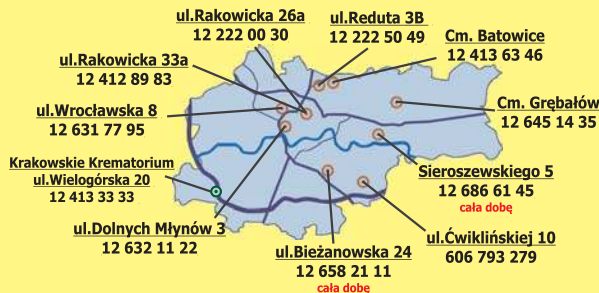 ul.Rakowicka 26a
12 222 00 30
ul.Reduta 3B
12 222 50 49
Cm. Batowice
12 413 63 46
ul.Rakowicka 33a
12 412 89 83
ul.Wrocławska 8
12 631 77 95
Cm. Grębałów
12 645 14 35
Krakowskie Krematorium
ul.Wielogórska 20
12 413 33 33
Sieroszewskiego 5
12 686 61 45
cała dobę
ul.Dolnych Młynów 3
12 632 11 22
ul.Bieżanowska 24
12 658 21 11
cała dobę
ul.Ćwiklińskiej 10
606 793 279